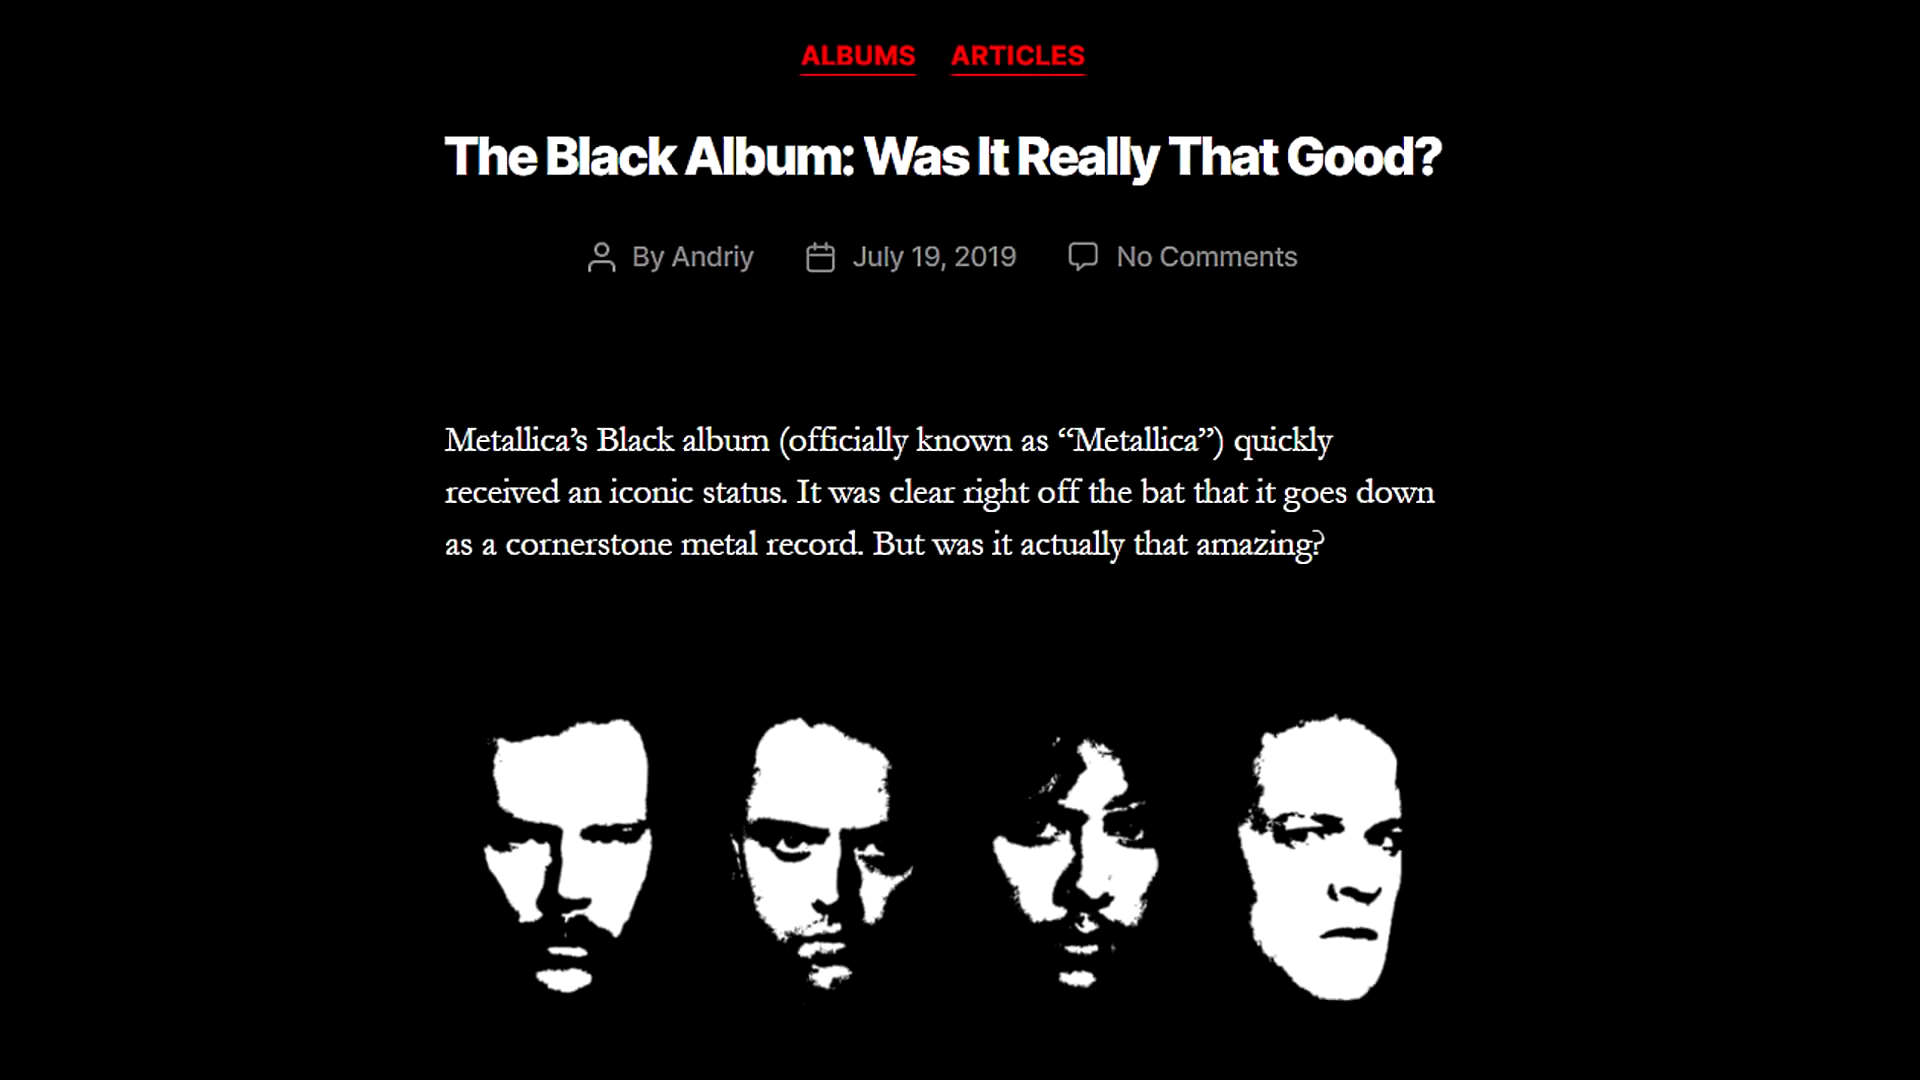 ALBUMS ARTICLES
The Black Album: Was It Really That Good?
By Andriy July 19, 2019 No Comments
Metallica’s Black album (officially known as “Metallica”) quickly
received an iconic status. It was clear right off the bat that it goes down
as a cornerstone metal record. But was it actually that amazing?